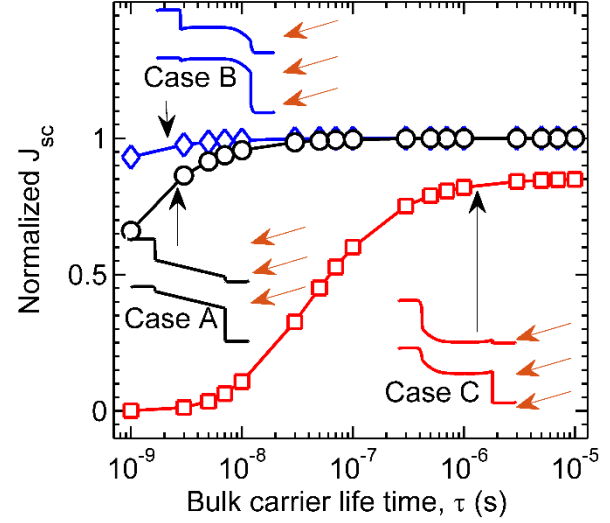 Case B
1
0.5
0
Normalized J_sc
Case A
Case C
10^-9
10^-8
10^-7
10^-6
10^-5
Bulk carrier life time, τ (s)